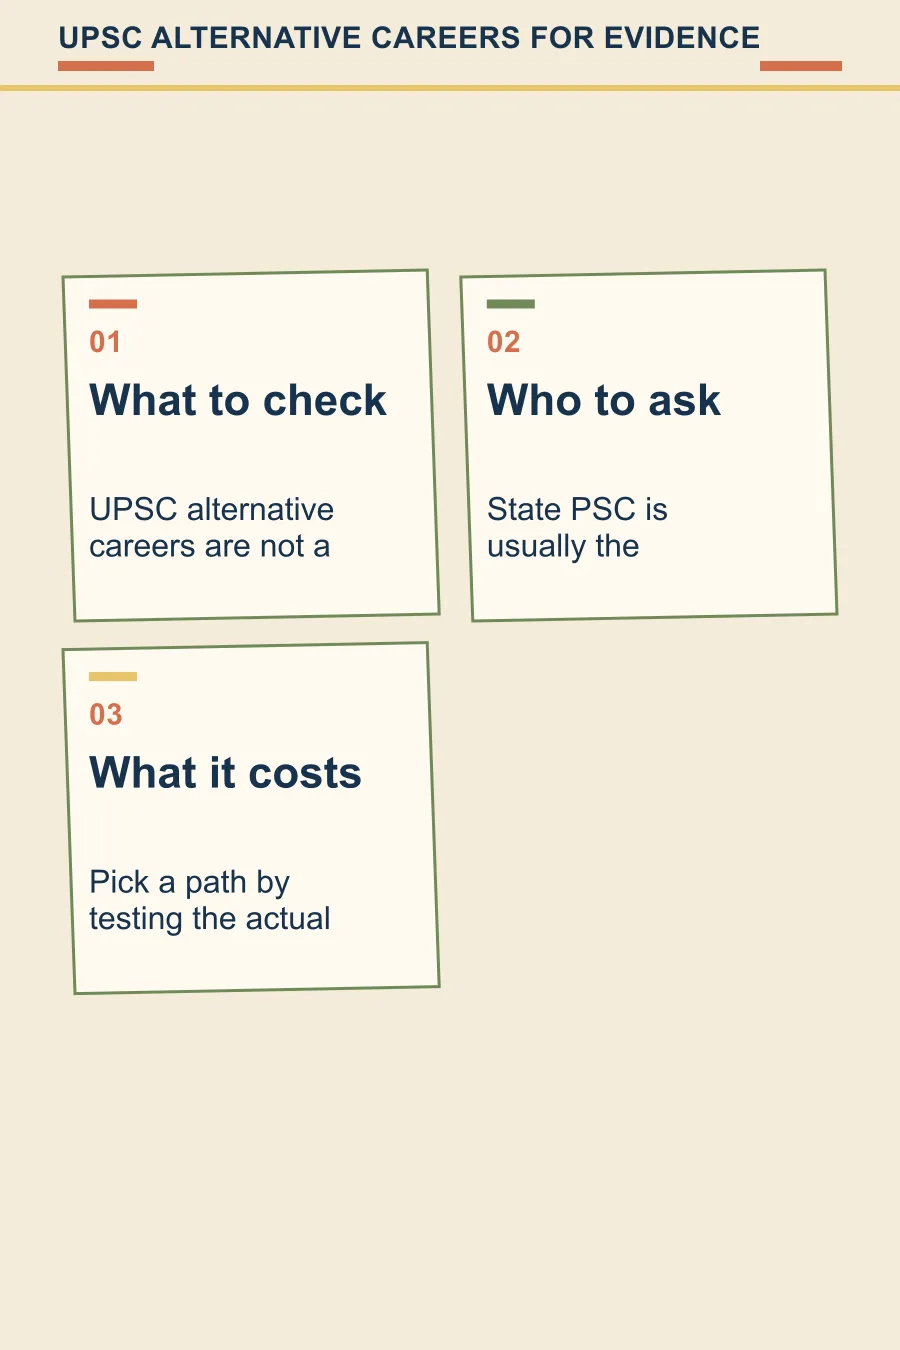 UPSC ALTERNATIVE CAREERS FOR EVIDENCE
01
What to check
UPSC alternative
careers are not a
02
Who to ask
State PSC is
usually the
03
What it costs
Pick a path by
testing the actual